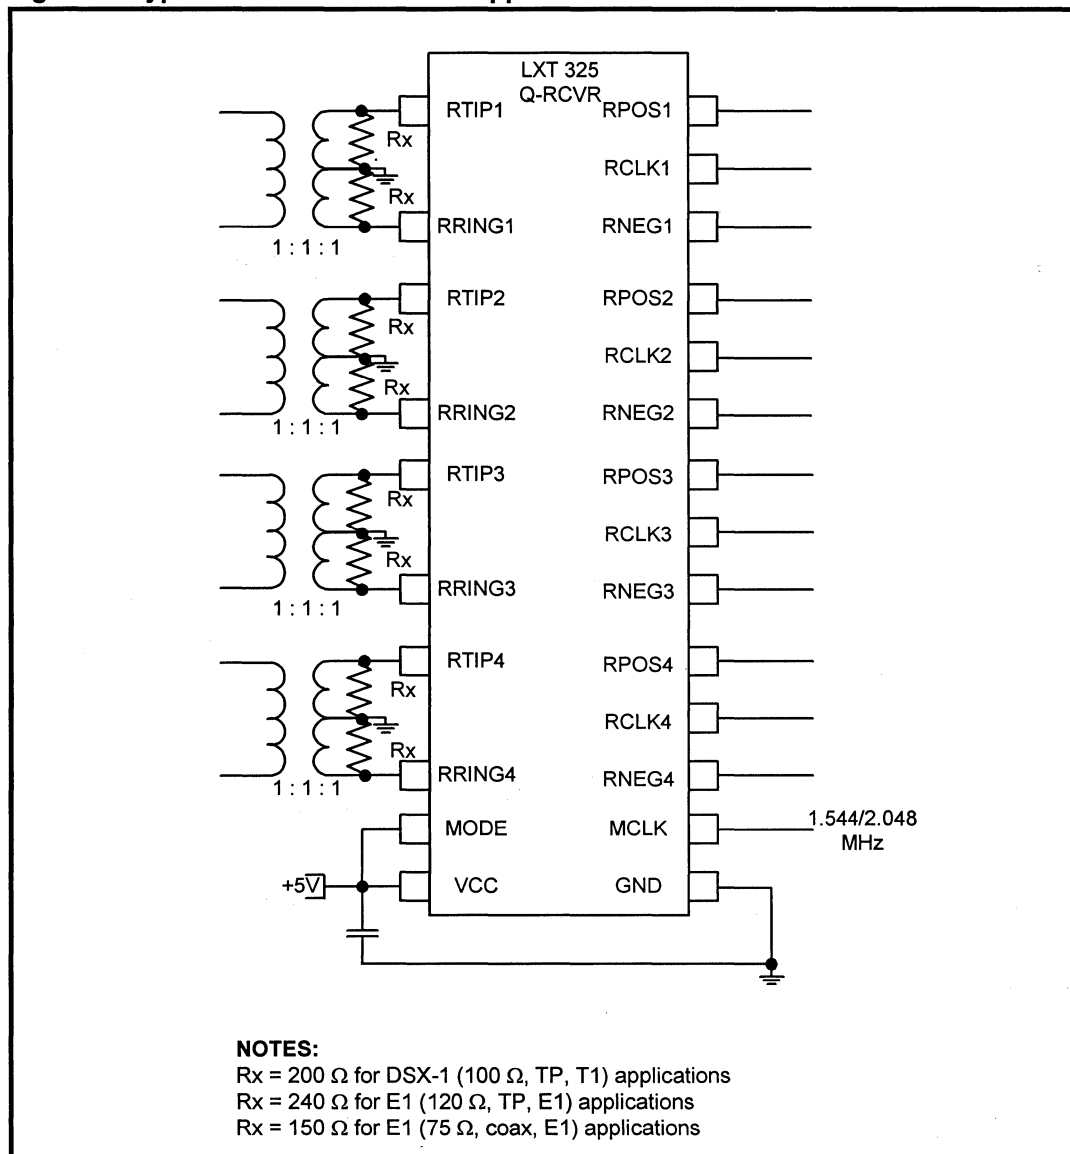 LXT 325
Q-RCVR
RTIP1
RPOS1
Rx
RCLK1
Rx
RRING1
RNEG1
1 : 1 : 1
RTIP2
RPOS2
Rx
RCLK2
Rx
RRING2
RNEG2
1 : 1 : 1
RTIP3
RPOS3
Rx
RCLK3
Rx
RRING3
RNEG3
1 : 1 : 1
RTIP4
RPOS4
Rx
RCLK4
Rx
RRING4
RNEG4
1 : 1 : 1
MODE
MCLK
1.544/2.048
MHz
+5V
VCC
GND
NOTES:
Rx = 200 Ω for DSX-1 (100 Ω, TP, T1) applications
Rx = 240 Ω for E1 (120 Ω, TP, E1) applications
Rx = 150 Ω for E1 (75 Ω, coax, E1) applications